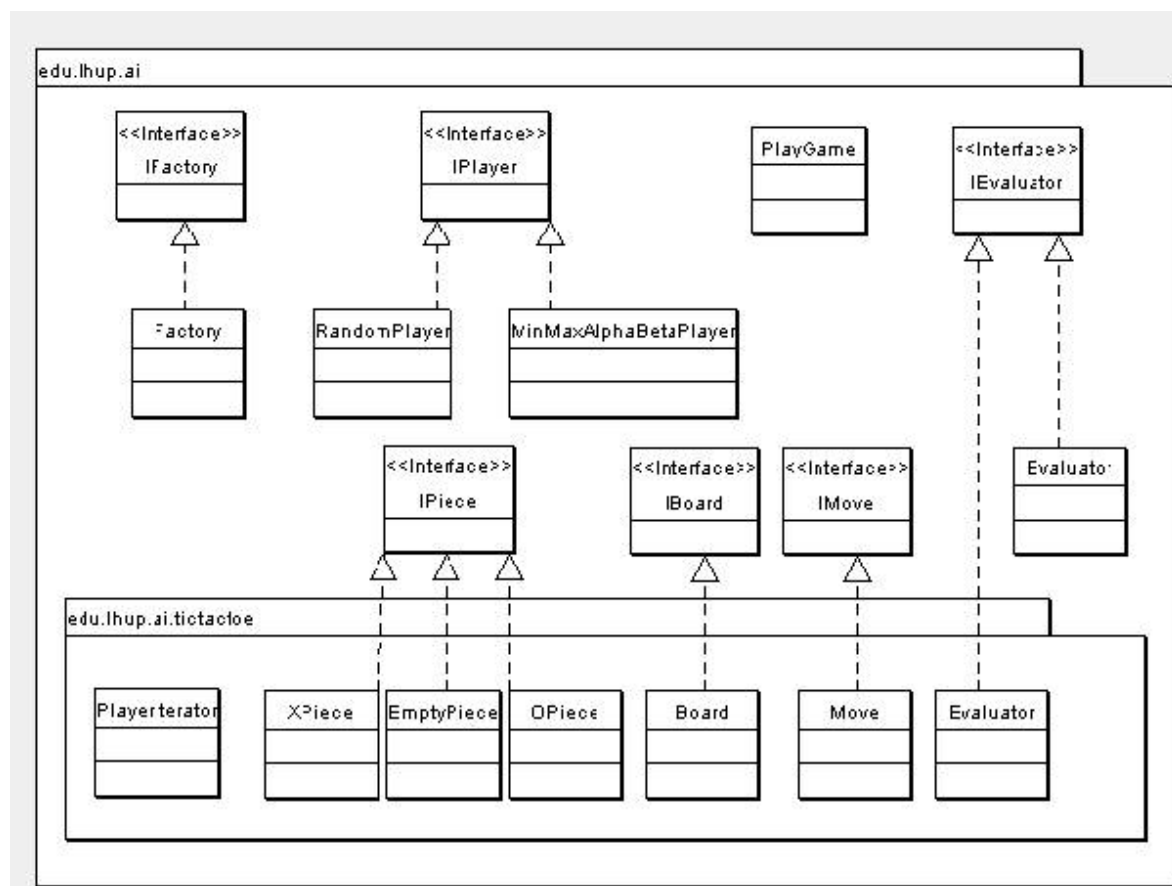 edu.lhup.ai
<<Interface>>
IFactory
<<Interface>>
IPlayer
PlayGame
<<Interface>>
IEvaluator
Factory
RandomPlayer
MinMaxAlphaBetaPlayer
<<Interface>>
IPiece
<<Interface>>
IBoard
<<Interface>>
IMove
Evaluator
edu.lhup.ai.tictactoe
PlayerIterator
XPiece
EmptyPiece
OPiece
Board
Move
Evaluator